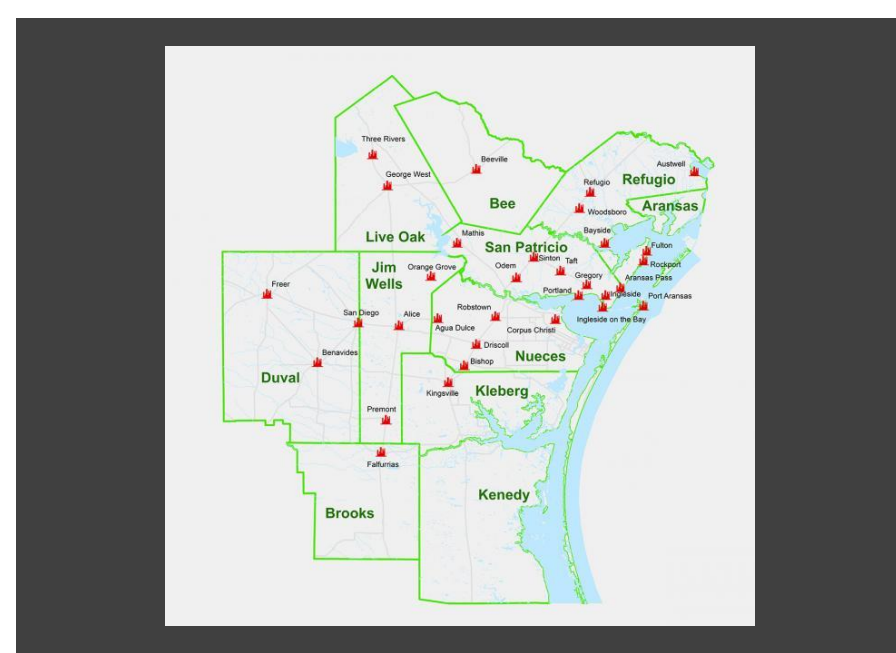 Three Rivers
George West
Beeville
Austwell
Refugio
Refugio
Aransas
Woodsboro
Bee
Live Oak
Mathis
San Patricio
Bayside
Fulton
Rockport
Sinton
Taft
Odem
Gregory
Aransas Pass
Portland
Ingleside
Port Aransas
Ingleside on the Bay
Jim
Wells
Orange Grove
Freer
San Diego
Alice
Robstown
Agua Dulce
Corpus Christi
Driscoll
Bishop
Nueces
Benavides
Duval
Kingsville
Kleberg
Premont
Falfurrias
Brooks
Kenedy